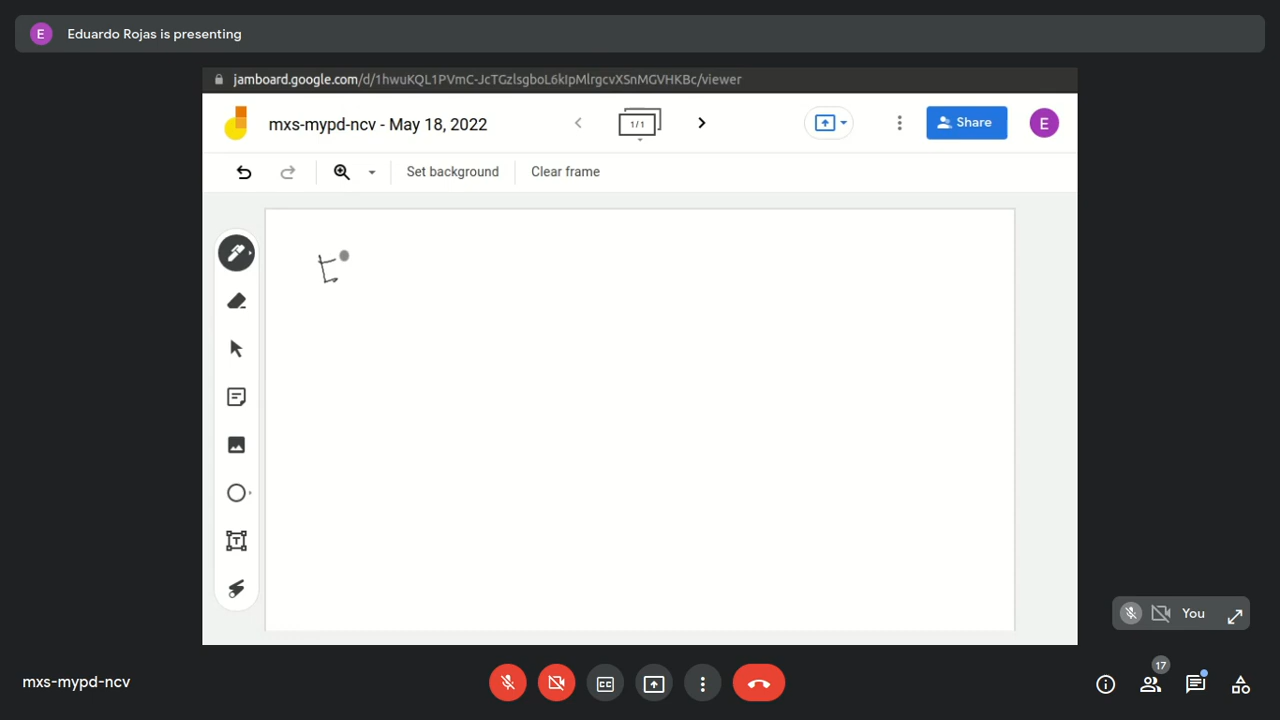 E Eduardo Rojas is presenting
jamboard.google.com/d/1hwuKQL1PVmC-JcTGzlsgboL6kIpMlrgcvXSnMGVHKBc/viewer
mxs-mypd-ncv - May 18, 2022
1/1
Share
E
Set background
Clear frame
T
You
mxs-mypd-ncv
CC
17